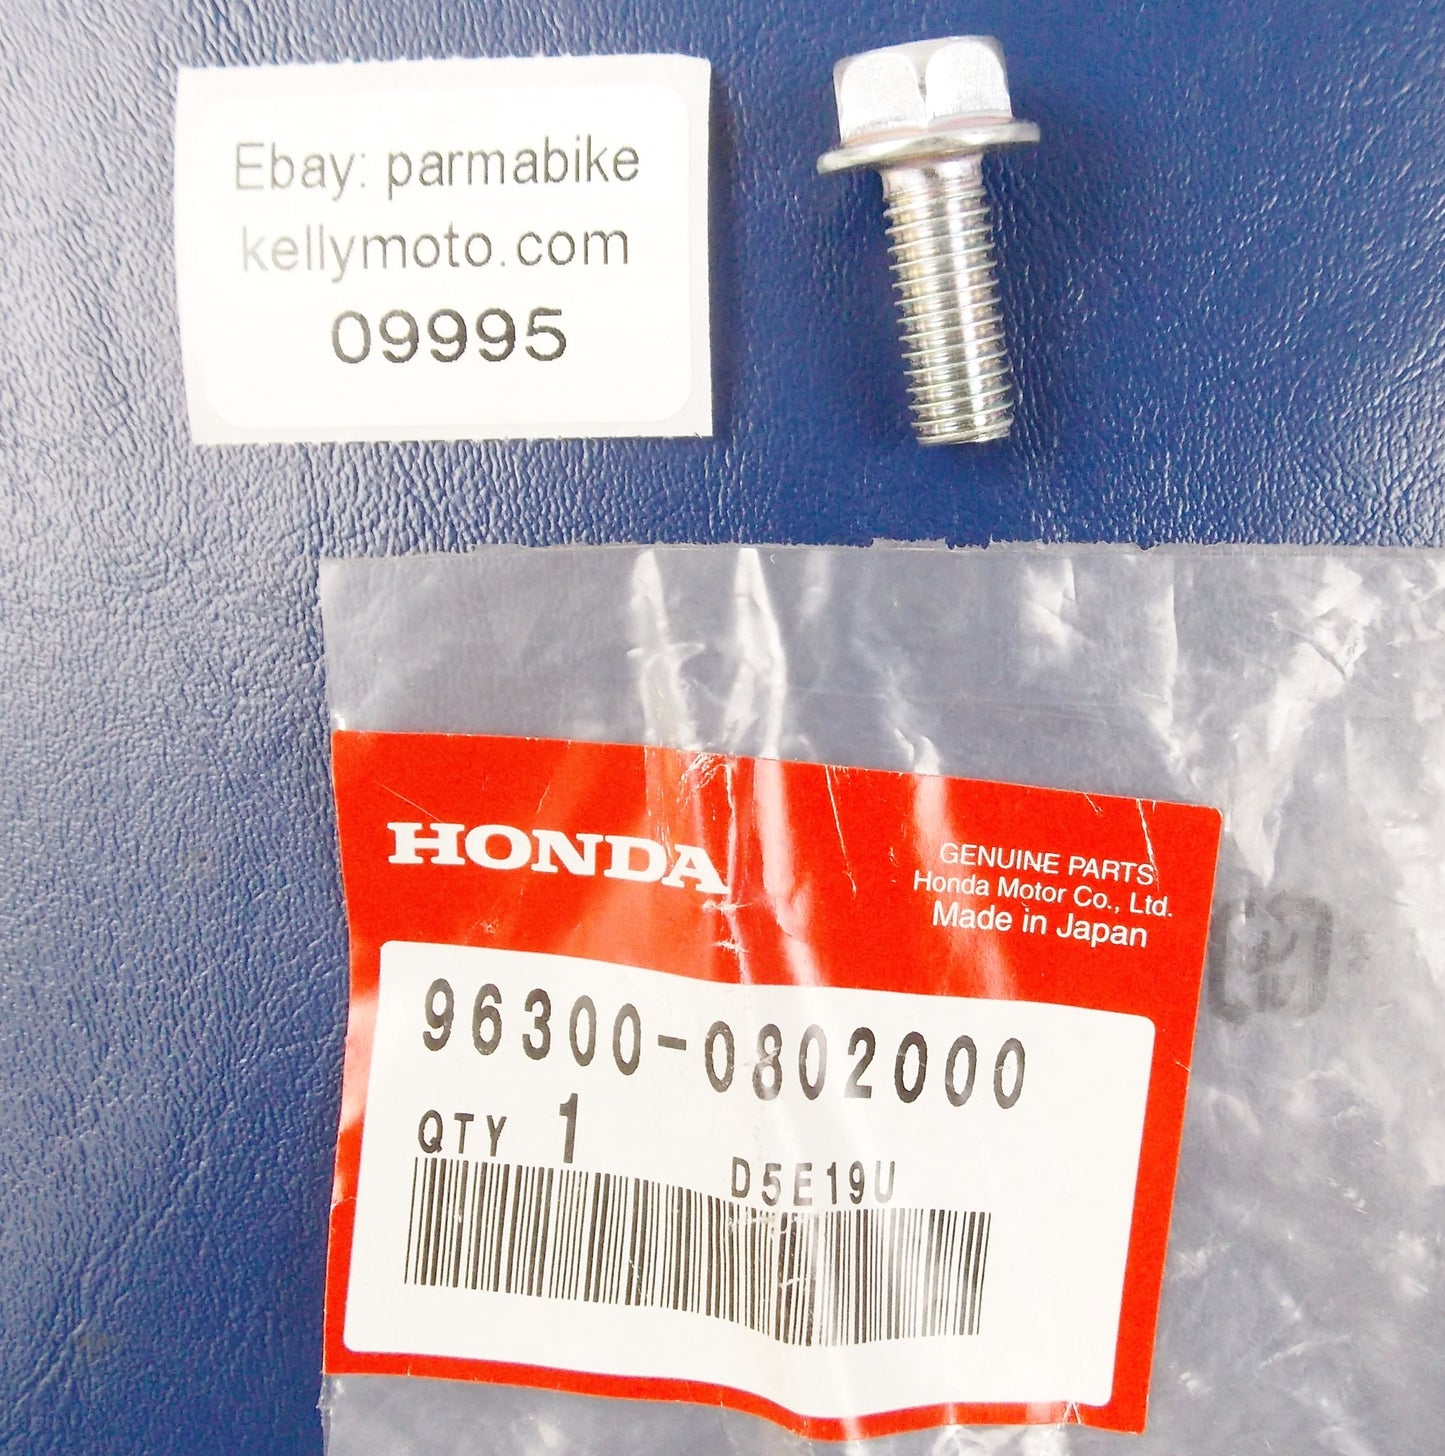 Ebay: parmabike
kellymoto.com
09995
HONDA
GENUINE PARTS
Honda Motor Co., Ltd.
Made in Japan
96300-0802000
QTY 1
D5E19U